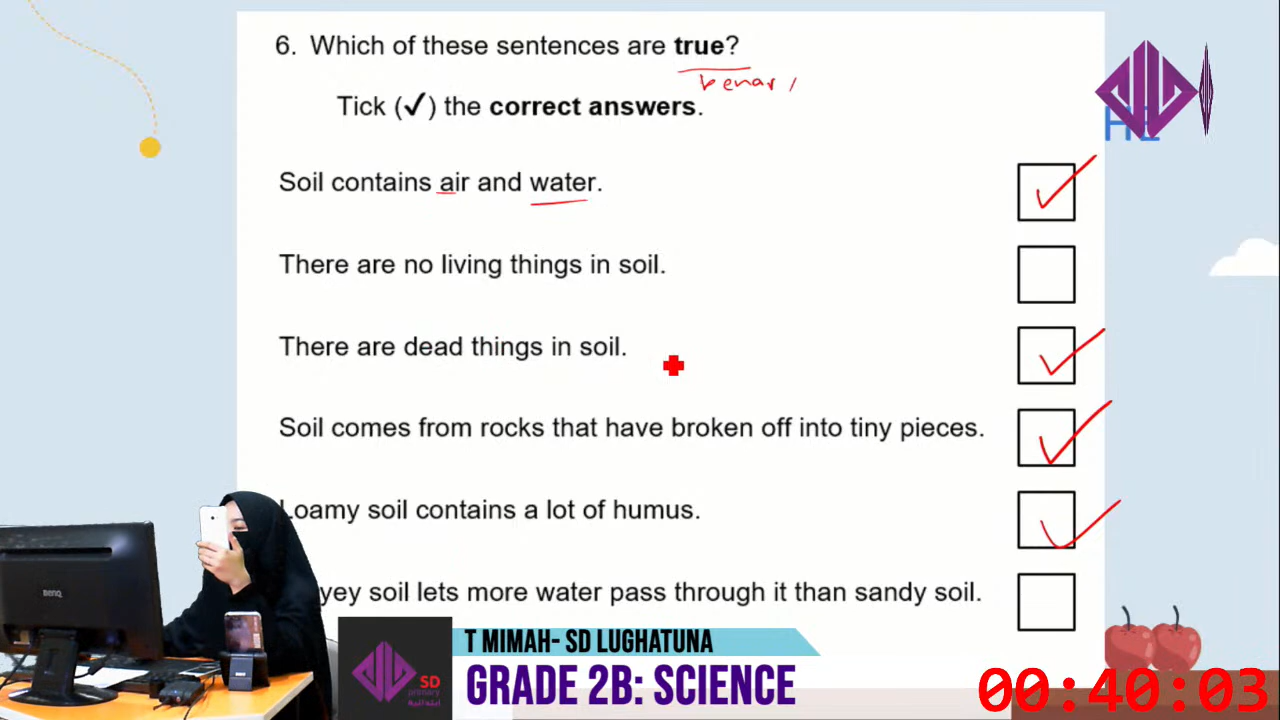 6. Which of these sentences are true?
benar
Tick (✓) the correct answers.
Soil contains air and water.
There are no living things in soil.
There are dead things in soil.
Soil comes from rocks that have broken off into tiny pieces.
Loamy soil contains a lot of humus.
yey soil lets more water pass through it than sandy soil.
BenQ
SD
primary
T MIMAH- SD LUGHATUNA
GRADE 2B: SCIENCE
00:40:03